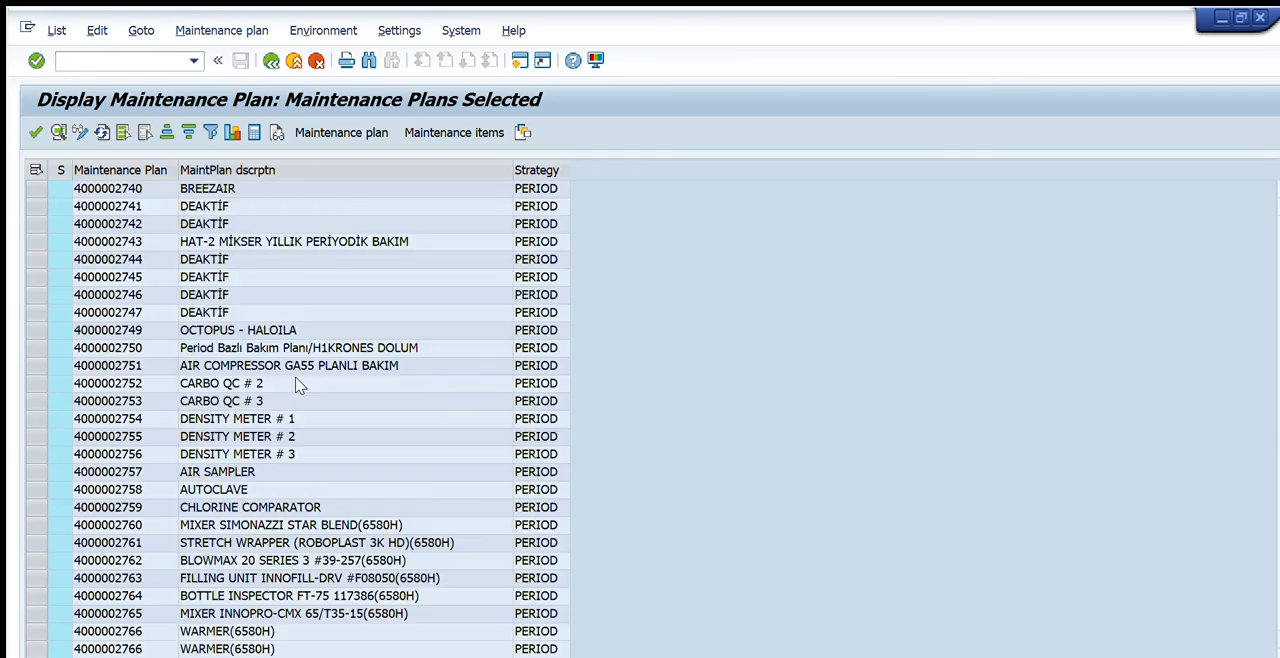 List Edit Goto Maintenance plan Environment Settings System Help
Display Maintenance Plan: Maintenance Plans Selected
Maintenance plan Maintenance items
S Maintenance Plan MaintPlan dscrptn Strategy
4000002740 BREEZAIR PERIOD
4000002741 DEAKTİF PERIOD
4000002742 DEAKTİF PERIOD
4000002743 HAT-2 MİKSER YILLIK PERİYODİK BAKIM PERIOD
4000002744 DEAKTİF PERIOD
4000002745 DEAKTİF PERIOD
4000002746 DEAKTİF PERIOD
4000002747 DEAKTİF PERIOD
4000002749 OCTOPUS - HALOILA PERIOD
4000002750 Period Bazlı Bakım Planı/H1KRONES DOLUM PERIOD
4000002751 AIR COMPRESSOR GA55 PLANLI BAKIM PERIOD
4000002752 CARBO QC # 2 PERIOD
4000002753 CARBO QC # 3 PERIOD
4000002754 DENSITY METER # 1 PERIOD
4000002755 DENSITY METER # 2 PERIOD
4000002756 DENSITY METER # 3 PERIOD
4000002757 AIR SAMPLER PERIOD
4000002758 AUTOCLAVE PERIOD
4000002759 CHLORINE COMPARATOR PERIOD
4000002760 MIXER SIMONAZZI STAR BLEND(6580H) PERIOD
4000002761 STRETCH WRAPPER (ROBOPLAST 3K HD)(6580H) PERIOD
4000002762 BLOWMAX 20 SERIES 3 #39-257(6580H) PERIOD
4000002763 FILLING UNIT INNOFILL-DRV #F08050(6580H) PERIOD
4000002764 BOTTLE INSPECTOR FT-75 117386(6580H) PERIOD
4000002765 MIXER INNOPRO-CMX 65/T35-15(6580H) PERIOD
4000002766 WARMER(6580H) PERIOD
4000002766 WARMER(6580H) PERIOD